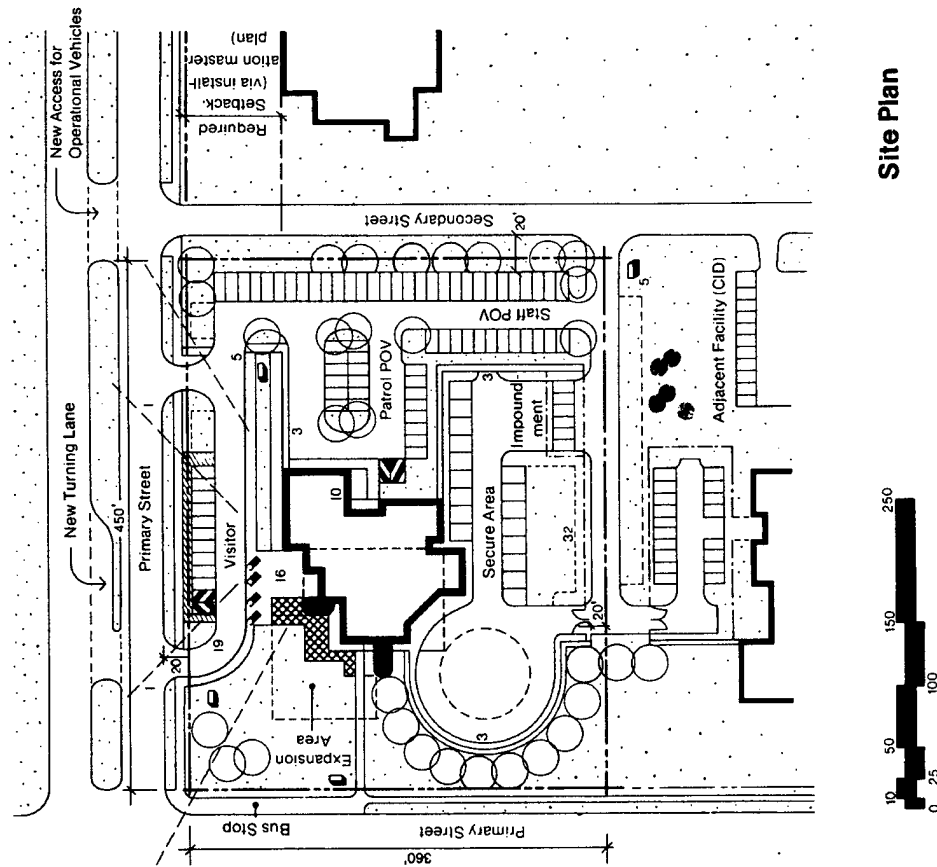 New Access for
Operational Vehicles
New Turning Lane
450'
Primary Street
Required
Setback
(via install-
ation master
plan)
Secondary Street
20'
Visitor
19
20'
5
3
16
10
Patrol POV
Staff POV
5
Adjacent Facility (CID)
3
Impound
ment
Secure Area
32
20'
3
Expansion
Area
Bus Stop
Primary Street
360'
Site Plan
0
10
25
50
100
150
250